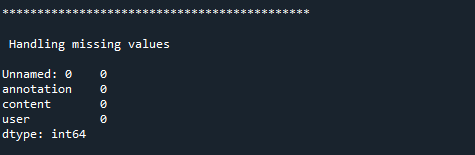 ********************************************
Handling missing values
Unnamed: 0    0
annotation    0
content       0
user          0
dtype: int64